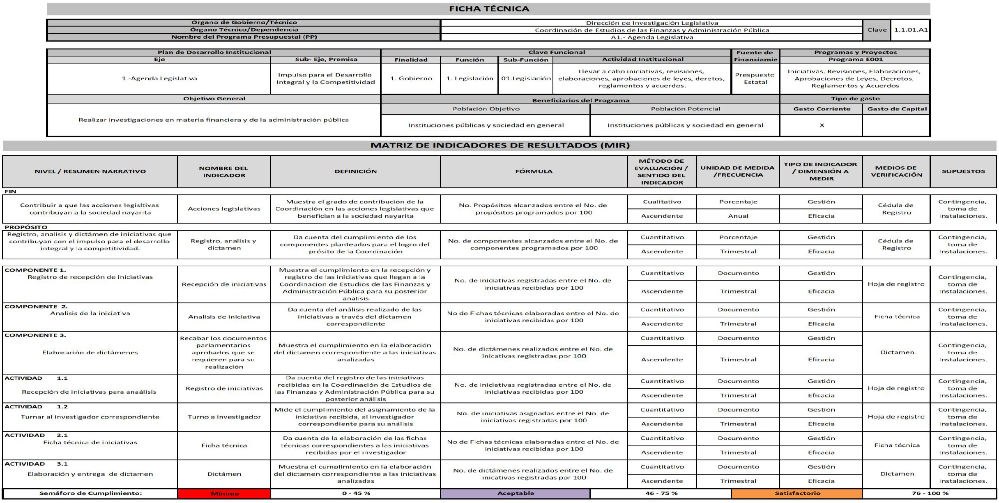 FICHA TÉCNICA
Órgano de Gobierno/Técnico
Dirección de Investigación Legislativa
Órgano Técnico/Dependencia
Coordinación de Estudios de las Finanzas y Administración Pública
Nombre del Programa Presupuestal (PP)
A1.- Agenda Legislativa
Clave
1.1.01.A1
Plan de Desarrollo Institucional
Clave Funcional
Fuente de
Financiamie
Programas y Proyectos
Eje
Sub- Eje, Premisa
Finalidad
Función
Sub-Función
Actividad Institucional
Programa E001
1.-Agenda Legislativa
Impulso para el Desarrollo
Integral y la Competitividad
1. Gobierno
1. Legislación
01.Legislación
Llevar a cabo iniciativas, revisiones,
elaboraciones, aprobaciones de leyes, deretos,
reglamentos y acuerdos.
Prespuesto
Estatal
Iniciativas, Revisiones, Elaboraciones,
Aprobaciones de Leyes, Decretos,
Reglamentos y Acuerdos
Objetivo General
Beneficiarios del Programa
Tipo de gasto
Población Objetivo
Población Potencial
Gasto Corriente
Gasto de Capital
Realizar investigaciones en materia financiera y de la administración pública
Instituciones públicas y sociedad en general
Instituciones públicas y sociedad en general
X
MATRIZ DE INDICADORES DE RESULTADOS (MIR)
NIVEL / RESUMEN NARRATIVO
NOMBRE DEL
INDICADOR
DEFINICIÓN
FÓRMULA
MÉTODO DE
EVALUACIÓN /
SENTIDO DEL
INDICADOR
UNIDAD DE MEDIDA
/FRECUENCIA
TIPO DE INDICADOR
/ DIMENSIÓN A
MEDIR
MEDIOS DE
VERIFICACIÓN
SUPUESTOS
FIN
Contribuir a que las acciones legisltivas
contribuyan a la sociedad nayarita
Acciones legislativas
Muestra el grado de contribución de la
Coordinación en las acciones legislativas que
benefician a la sociedad nayarita
No. Propósitos alcanzados entre el No. de
propósitos programados por 100
Cualitativo
Ascendente
Porcentaje
Anual
Gestión
Eficacia
Cédula de
Registro
Contingencia,
toma de
Instalaciones.
PROPÓSITO
Registro, analisis y dictámen de iniciativas que
contribuyan con el impulso para el desarrollo
integral y la competitividad.
Registro, analisis y
dictamen
Da cuenta del cumplimiento de los
componentes planteados para el logro del
prósito de la Coordinación
No. de componentes alcanzados entre el No. de
componentes programados por 100
Cuantitativo
Ascendente
Porcentaje
Trimestral
Gestión
Eficacia
Cédula de
Registro
Contingencia,
toma de
Instalaciones.
COMPONENTE 1.
Registro de recepción de iniciativas
Recepción de iniciativas
Muestra el cumplimiento en la recepción y
registro de las iniciativas que llegan a la
Coordinacion de Estudios de las Finanzas y
Administración Pública para su posterior
análisis
No. de iniciativas registradas entre el No. de
iniciativas recibidas por 100
Cuantitativo
Ascendente
Documento
Trimestral
Gestión
Eficacia
Hoja de registro
Contingencia,
toma de
Instalaciones.
COMPONENTE 2.
Analisis de la iniciativa
Analisis de iniciativa
Da cuenta del análisis realizado de las
iniciativas a través del dictamen
correspondiente
No de Fichas técnicas elaboradas entre el No. de
iniciativas recibidas por 100
Cuantitativo
Ascendente
Documento
Trimestral
Gestión
Eficacia
Ficha técnica
Contingencia,
toma de
Instalaciones.
COMPONENTE 3.
Elaboración de dictámenes
Recabar los documentos
parlamentarios
aprobados que se
requieren para su
realización
Muestra el cumplimiento en la elaboración
del dictamen correspondiente a las iniciativas
analizadas
No. de dictámenes realizados entre el No. de
inicativas registradas por 100
Cuantitativo
Ascendente
Documento
Trimestral
Gestión
Eficacia
Dictamen
Contingencia,
toma de
Instalaciones.
ACTIVIDAD 1.1
Recepción de iniciativas para anaálisis
Registro de iniciativas
Da cuenta del registro de las iniciativas
recibidas en la Coordinación de Estudios de
las Finanzas y Administración Pública para su
posterior análisis
No. de iniciativas registradas entre el No. de
iniciativas recibidas por 100
Cuantitativo
Ascendente
Documento
Trimestral
Gestión
Eficacia
Hoja de registro
Contingencia,
toma de
Instalaciones.
ACTIVIDAD 1.2
Turnar al investigador correspondiente
Turno a investigador
Mide el cumplimiento del asignamiento de la
iniciativa recibida, al investigador
correspondiente para su análisis
No. de iniciativas asignadas entre el No. de
iniciativas registradas por 100
Cuantitativo
Ascendente
Documento
Trimestral
Gestión
Eficacia
Hoja de registro
Contingencia,
toma de
Instalaciones.
ACTIVIDAD 2.1
Ficha técnica de iniciativas
Ficha técnica
Da cuenta de la elaboración de las fichas
técnicas correspondientes a las iniciativas
recibidas por el investigador
No de Fichas técnicas elaboradas entre el No. de
iniciativas recibidas por 100
Cuantitativo
Ascendente
Documento
Trimestral
Gestión
Eficacia
Ficha técnica
Contingencia,
toma de
Instalaciones.
ACTIVIDAD 3.1
Elaboración y entrega de dictamen
Dictámen
Muestra el cumplimiento en la elaboración
del dictamen correspondiente a las iniciativas
analizadas
No. de dictámenes realizados entre el No. de
inicativas registradas por 100
Cuantitativo
Ascendente
Documento
Trimestral
Gestión
Eficacia
Dictamen
Contingencia,
toma de
Instalaciones.
Semáforo de Cumplimiento:
Mínimo
0 - 45 %
Aceptable
46 - 75 %
Satisfactorio
76 - 100 %